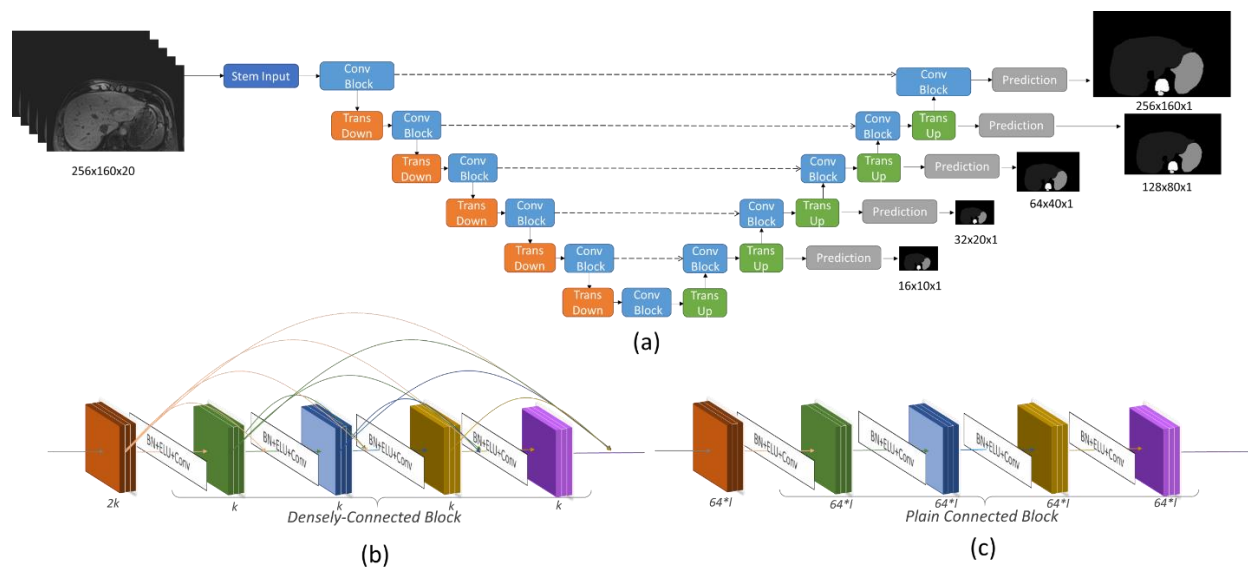 Stem Input
Conv
Block
Conv
Block
Prediction
256x160x1
Trans
Down
Conv
Block
Conv
Block
Trans
Up
Prediction
128x80x1
256x160x20
Trans
Down
Conv
Block
Conv
Block
Trans
Up
Prediction
64x40x1
Trans
Down
Conv
Block
Conv
Block
Trans
Up
Prediction
32x20x1
Trans
Down
Conv
Block
Conv
Block
Trans
Up
Prediction
16x10x1
Trans
Down
Conv
Block
Trans
Up
(a)
BN+ELU+Conv
BN+ELU+Conv
BN+ELU+Conv
BN+ELU+Conv
2k
k
k
k
k
Densely-Connected Block
(b)
BN+ELU+Conv
BN+ELU+Conv
BN+ELU+Conv
BN+ELU+Conv
64*l
64*l
64*l
64*l
64*l
Plain Connected Block
(c)